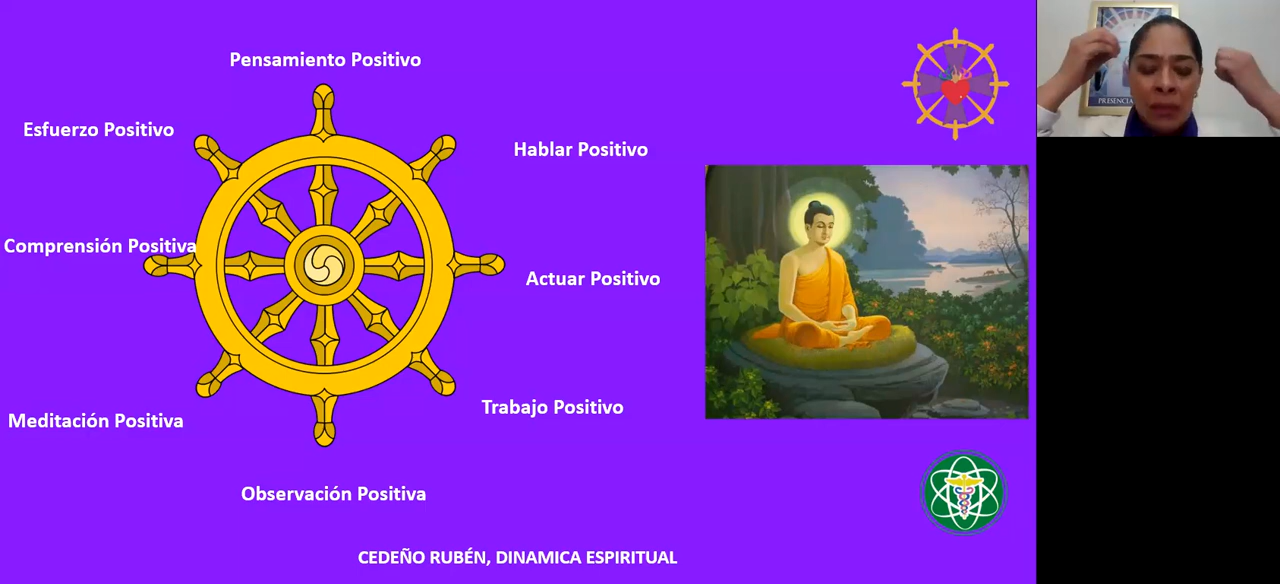 Pensamiento Positivo
Esfuerzo Positivo
Hablar Positivo
Comprensión Positiva
Actuar Positivo
Trabajo Positivo
Meditación Positiva
Observación Positiva
CEDEÑO RUBÉN, DINAMICA ESPIRITUAL